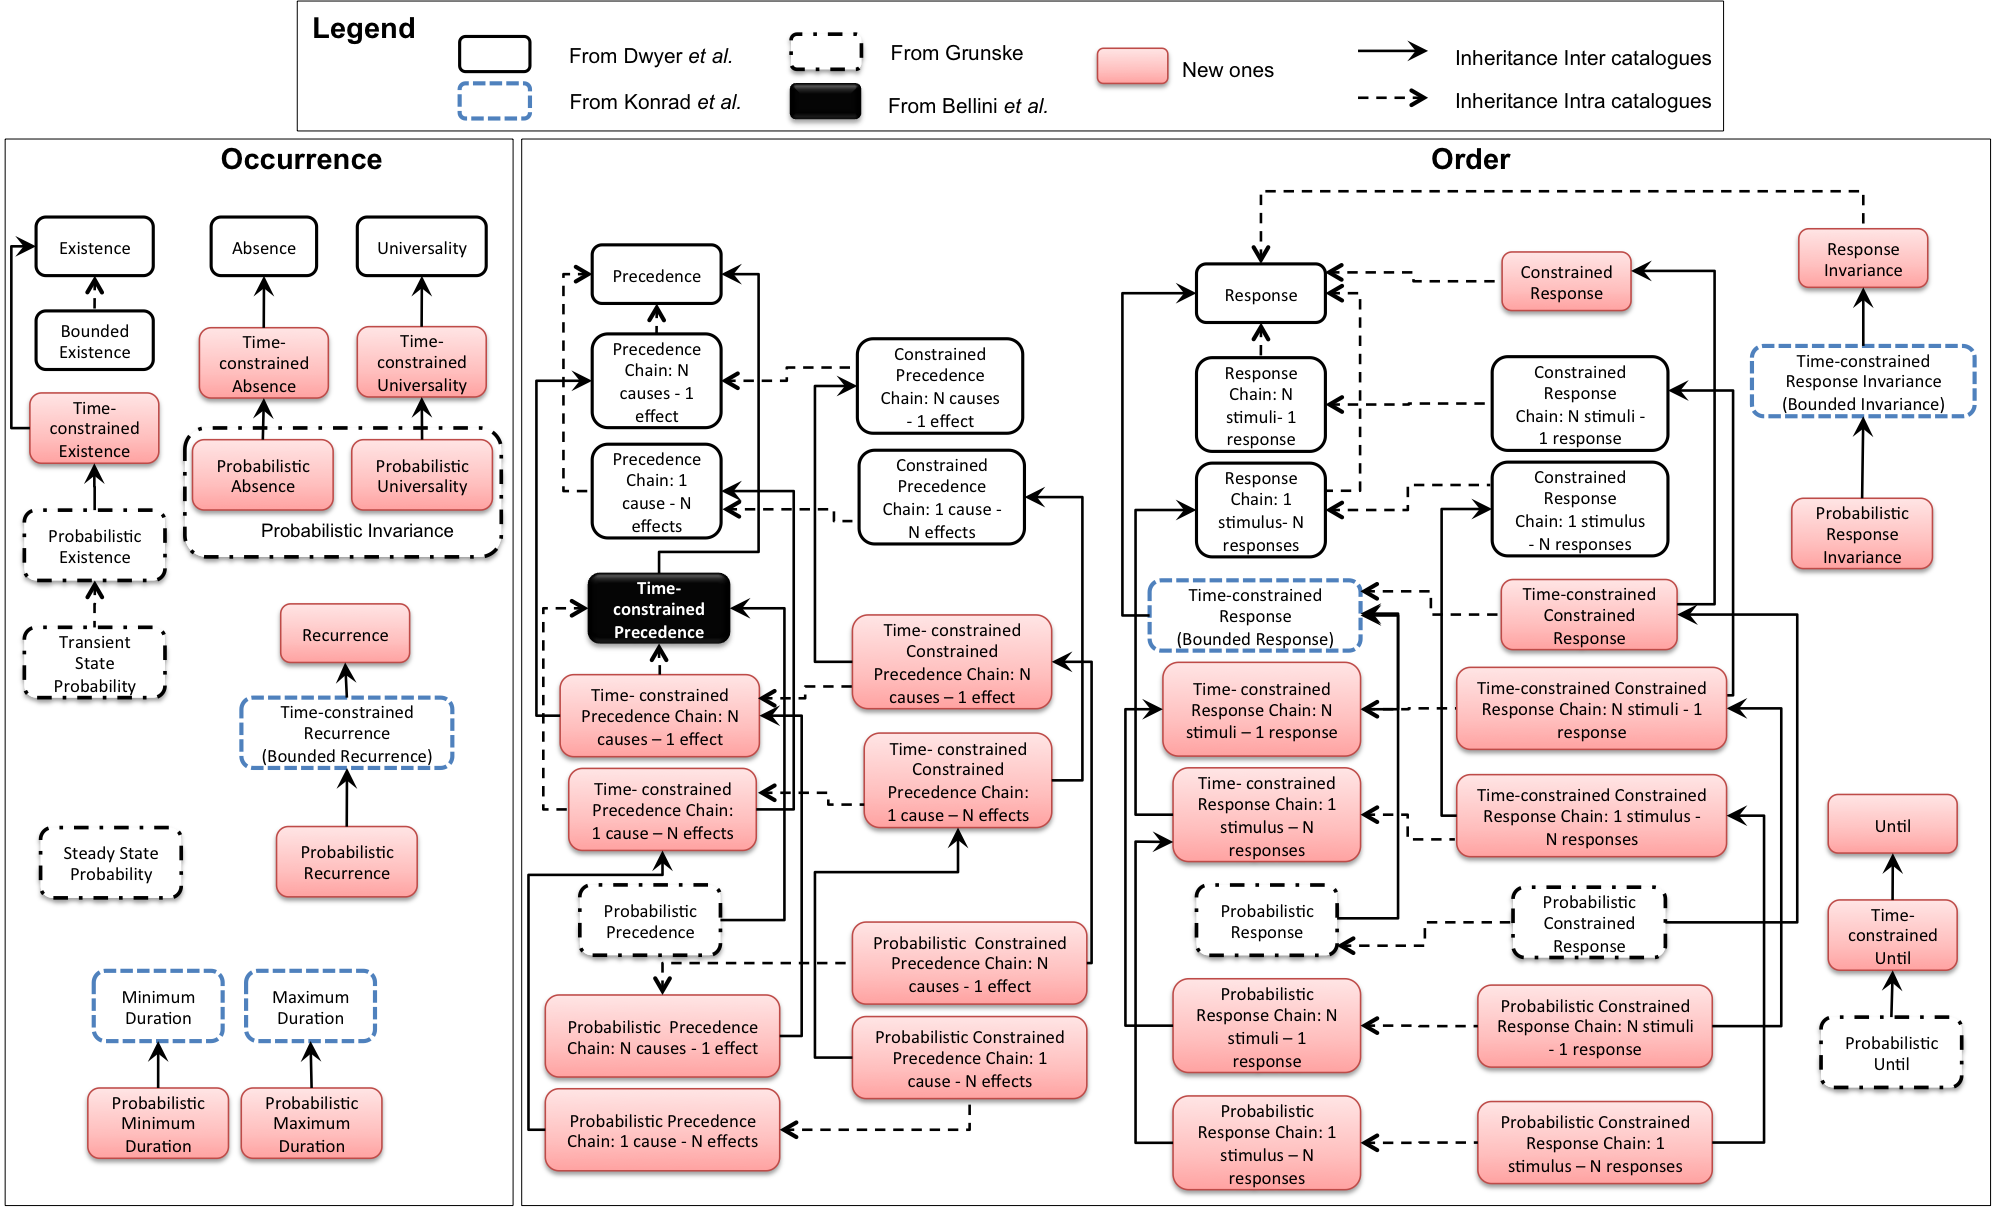 Legend
From Dwyer et al.
From Konrad et al.
From Grunske
From Bellini et al.
New ones
Inheritance Inter catalogues
Inheritance Intra catalogues
Occurrence
Existence
Absence
Universality
Bounded
Existence
Time-
constrained
Absence
Time-
constrained
Universality
Time-
constrained
Existence
Probabilistic
Absence
Probabilistic
Universality
Probabilistic Invariance
Probabilistic
Existence
Transient
State
Probability
Recurrence
Time-constrained
Recurrence
(Bounded Recurrence)
Steady State
Probability
Probabilistic
Recurrence
Minimum
Duration
Maximum
Duration
Probabilistic
Minimum
Duration
Probabilistic
Maximum
Duration
Order
Precedence
Precedence
Chain: N
causes - 1
effect
Constrained
Precedence
Chain: N causes
- 1 effect
Precedence
Chain: 1
cause - N
effects
Constrained
Precedence
Chain: 1 cause -
N effects
Time-
constrained
Precedence
Time- constrained
Constrained
Precedence Chain: N
causes – 1 effect
Time- constrained
Precedence Chain: N
causes – 1 effect
Time- constrained
Constrained
Precedence Chain:
1 cause – N effects
Time- constrained
Precedence Chain:
1 cause – N effects
Probabilistic
Precedence
Probabilistic Constrained
Precedence Chain: N
causes - 1 effect
Probabilistic Precedence
Chain: N causes - 1 effect
Probabilistic Constrained
Precedence Chain: 1
cause - N effects
Probabilistic Precedence
Chain: 1 cause - N effects
Response
Constrained
Response
Response
Invariance
Response
Chain: N
stimuli- 1
response
Constrained
Response
Chain: N stimuli -
1 response
Time-constrained
Response Invariance
(Bounded Invariance)
Response
Chain: 1
stimulus- N
responses
Constrained
Response
Chain: 1 stimulus
- N responses
Probabilistic
Response
Invariance
Time-constrained
Response
(Bounded Response)
Time-constrained
Constrained
Response
Time- constrained
Response Chain: N
stimuli – 1 response
Time-constrained Constrained
Response Chain: N stimuli - 1
response
Time- constrained
Response Chain: 1
stimulus – N
responses
Time-constrained Constrained
Response Chain: 1 stimulus -
N responses
Until
Probabilistic
Response
Probabilistic
Constrained
Response
Time-
constrained
Until
Probabilistic
Response Chain: N
stimuli – 1
response
Probabilistic Constrained
Response Chain: N stimuli
- 1 response
Probabilistic
Until
Probabilistic
Response Chain: 1
stimulus – N
responses
Probabilistic Constrained
Response Chain: 1
stimulus – N responses